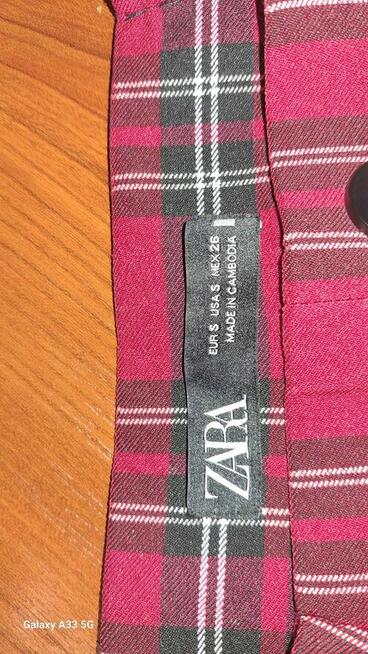 ZARA
EUR S USA S MEX 26
MADE IN CAMBODIA
Galaxy A33 5G